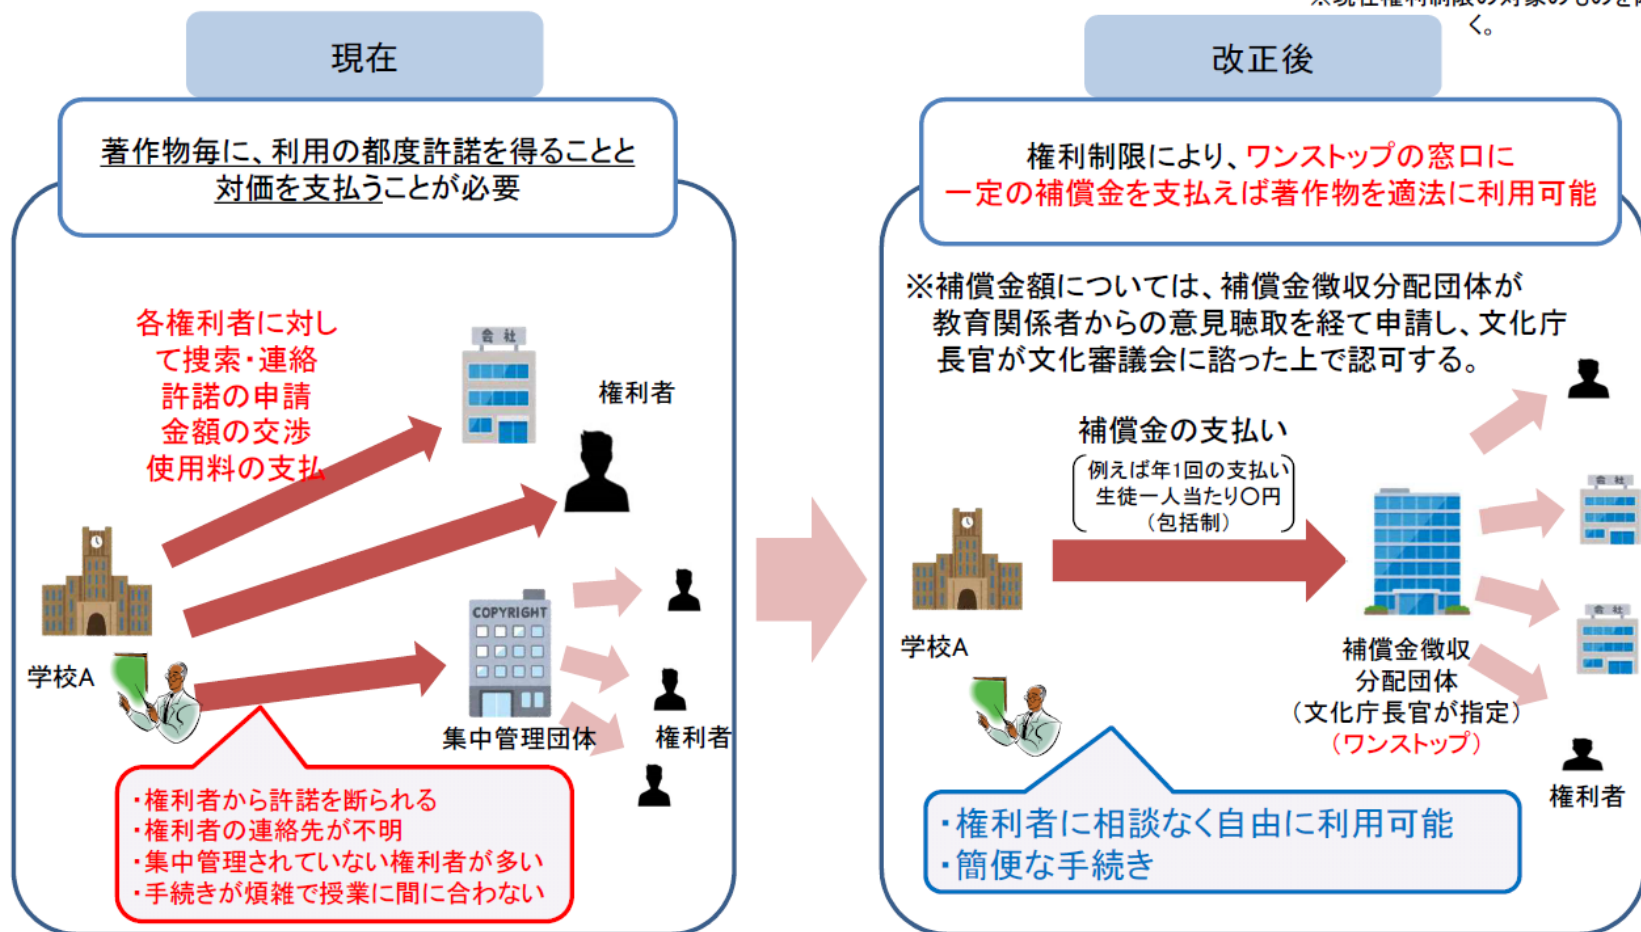 ※現在権利制限の対象のものを除
く。
現在
著作物毎に、利用の都度許諾を得ることと
対価を支払うことが必要
各権利者に対し
て捜索・連絡
許諾の申請
金額の交渉
使用料の支払
会社
権利者
学校A
COPYRIGHT
集中管理団体
権利者
・権利者から許諾を断られる
・権利者の連絡先が不明
・集中管理されていない権利者が多い
・手続きが煩雑で授業に間に合わない
改正後
権利制限により、ワンストップの窓口に
一定の補償金を支払えば著作物を適法に利用可能
※補償金額については、補償金徴収分配団体が
教育関係者からの意見聴取を経て申請し、文化庁
長官が文化審議会に諮った上で認可する。
補償金の支払い
例えば年1回の支払い
生徒一人当たり〇円
（包括制）
学校A
補償金徴収
分配団体
（文化庁長官が指定）
（ワンストップ）
会社
会社
権利者
・権利者に相談なく自由に利用可能
・簡便な手続き